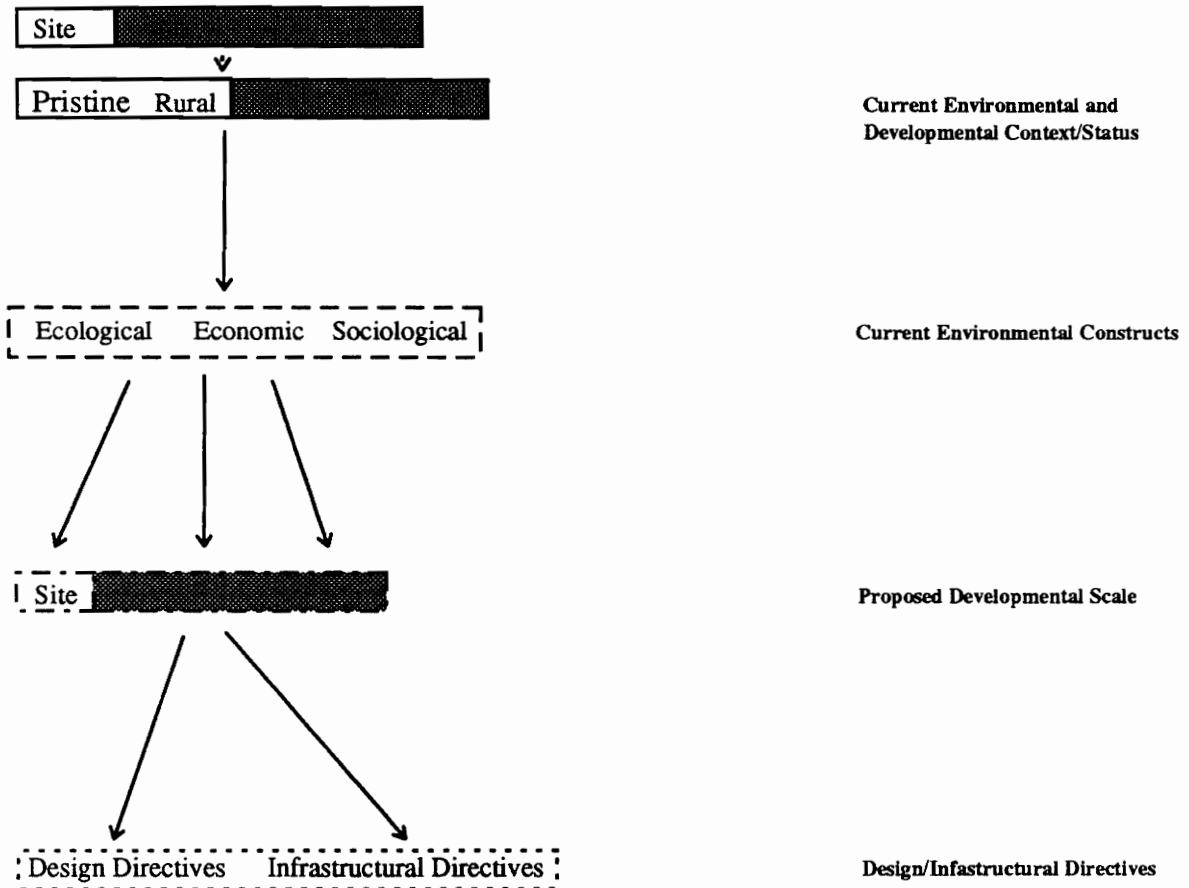 Site
Pristine Rural
Current Environmental and
Developmental Context/Status
Ecological Economic Sociological
Current Environmental Constructs
Site
Proposed Developmental Scale
Design Directives Infrastructural Directives
Design/Infastructural Directives